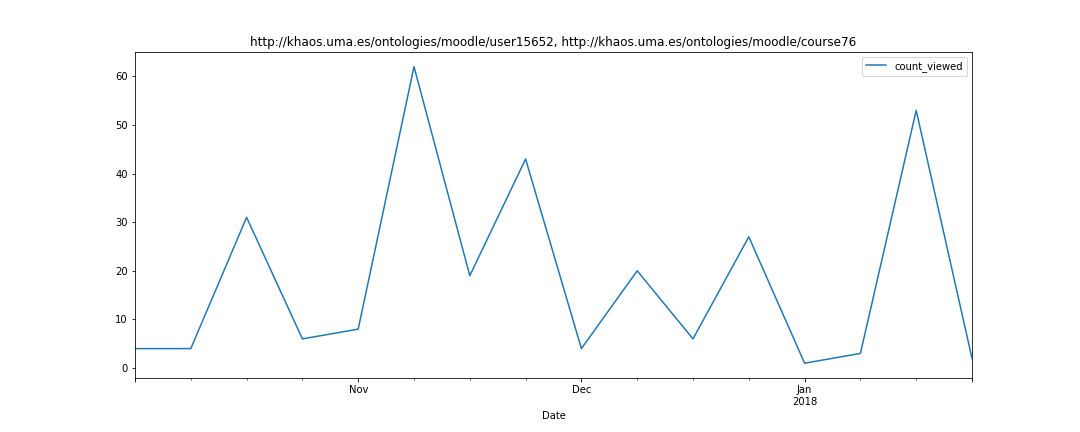 http://khaos.uma.es/ontologies/moodle/user15652, http://khaos.uma.es/ontologies/moodle/course76
count_viewed
60
50
40
30
20
10
0
Nov
Dec
Jan
2018
Date